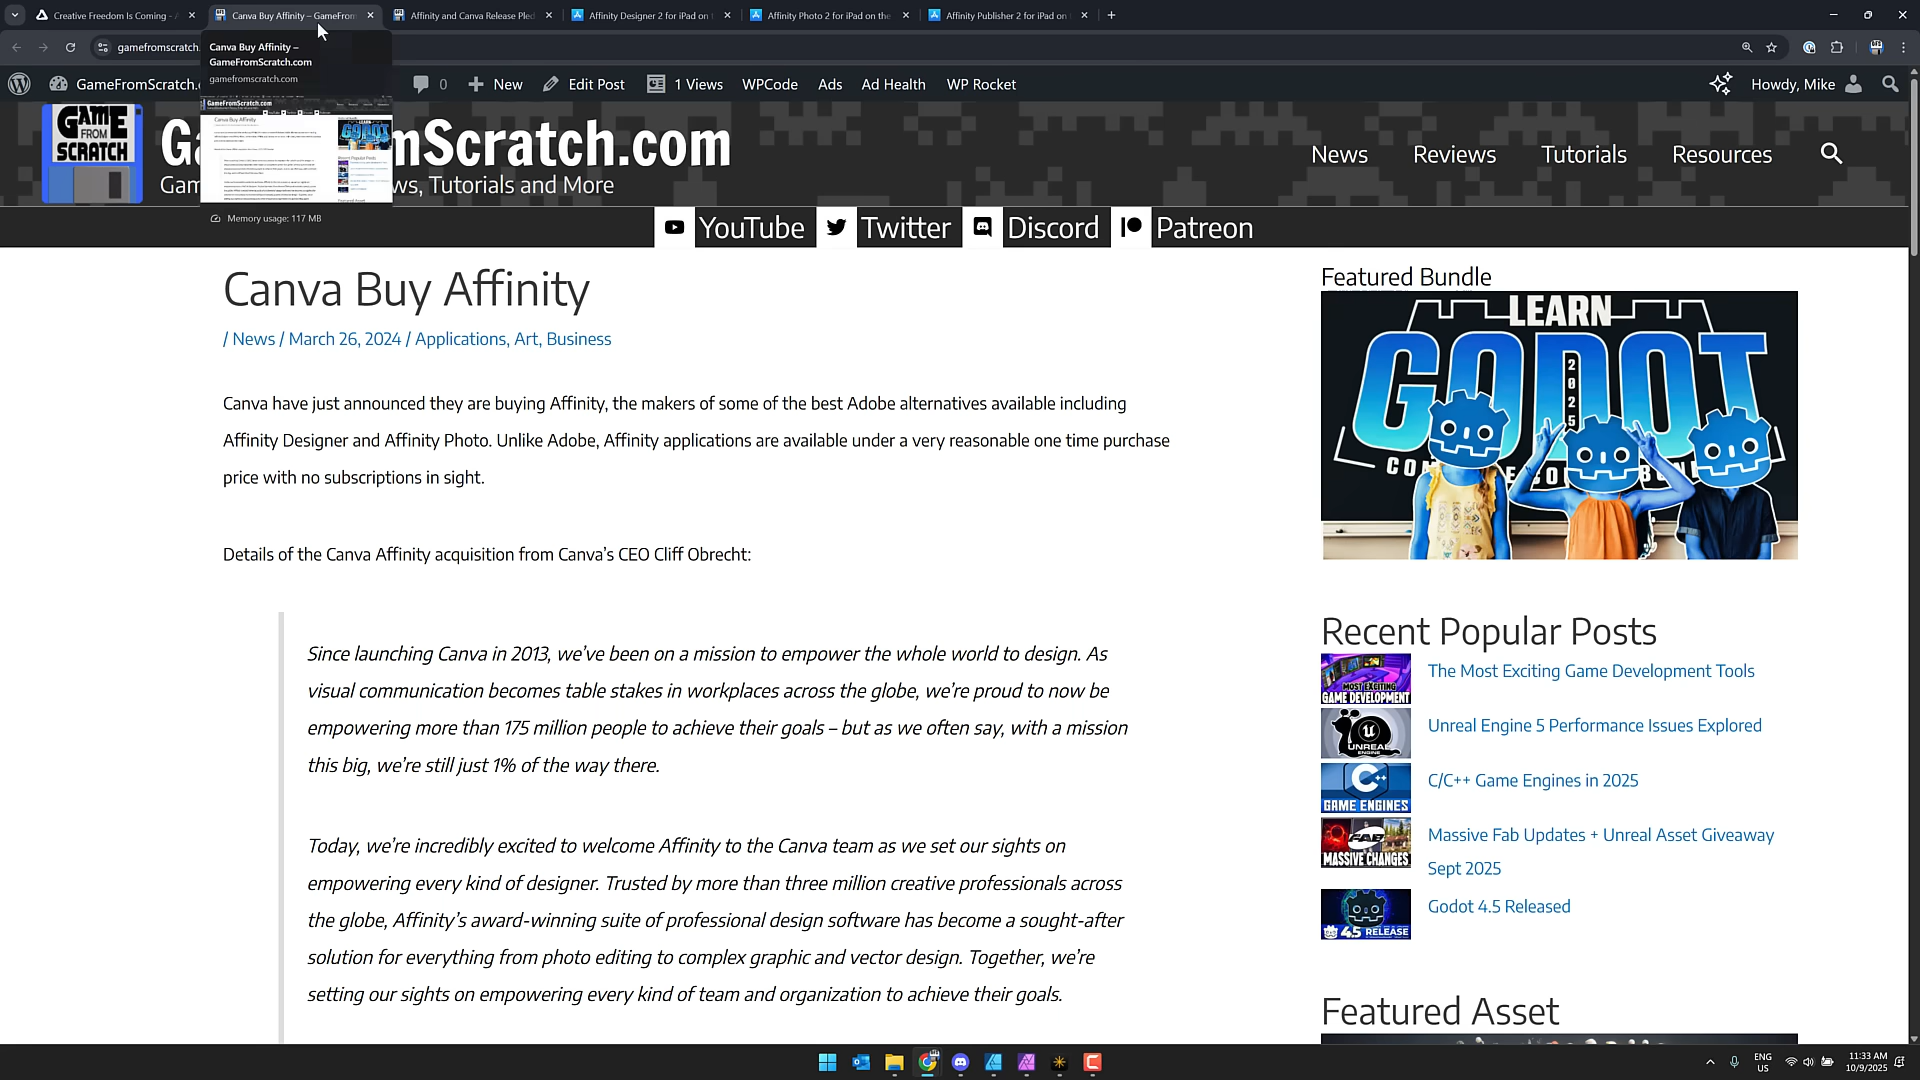 Creative Freedom Is Coming - A
Canva Buy Affinity – GameFrom
Affinity and Canva Release Pled
Affinity Designer 2 for iPad on t
Affinity Photo 2 for iPad on the
Affinity Publisher 2 for iPad on
gamefromscratch.
Canva Buy Affinity –
GameFromScratch.com
gamefromscratch.com
GameFromScratch.c
0
New
Edit Post
1 Views
WPCode
Ads
Ad Health
WP Rocket
Howdy, Mike
GameFromScratch.com
Canva Buy Affinity
Memory usage: 117 MB
GAME
FROM
SCRATCH
Ga
mScratch.com
Gam
ws, Tutorials and More
News
Reviews
Tutorials
Resources
YouTube
Twitter
Discord
Patreon
Canva Buy Affinity
/ News / March 26, 2024 / Applications, Art, Business
Canva have just announced they are buying Affinity, the makers of some of the best Adobe alternatives available including
Affinity Designer and Affinity Photo. Unlike Adobe, Affinity applications are available under a very reasonable one time purchase
price with no subscriptions in sight.
Details of the Canva Affinity acquisition from Canva’s CEO Cliff Obrecht:
Since launching Canva in 2013, we’ve been on a mission to empower the whole world to design. As
visual communication becomes table stakes in workplaces across the globe, we’re proud to now be
empowering more than 175 million people to achieve their goals – but as we often say, with a mission
this big, we’re still just 1% of the way there.
Today, we’re incredibly excited to welcome Affinity to the Canva team as we set our sights on
empowering every kind of designer. Trusted by more than three million creative professionals across
the globe, Affinity’s award-winning suite of professional design software has become a sought-after
solution for everything from photo editing to complex graphic and vector design. Together, we’re
setting our sights on empowering every kind of team and organization to achieve their goals.
Featured Bundle
LEARN
GODOT
2025
Recent Popular Posts
MOST EXCITING
GAME DEVELOPMENT
The Most Exciting Game Development Tools
UNREAL
ENGINE
Unreal Engine 5 Performance Issues Explored
C++
GAME ENGINES
C/C++ Game Engines in 2025
FAB
MASSIVE CHANGES
Massive Fab Updates + Unreal Asset Giveaway
Sept 2025
4.5 RELEASE
Godot 4.5 Released
Featured Asset
ENG
US
11:33 AM
10/9/2025